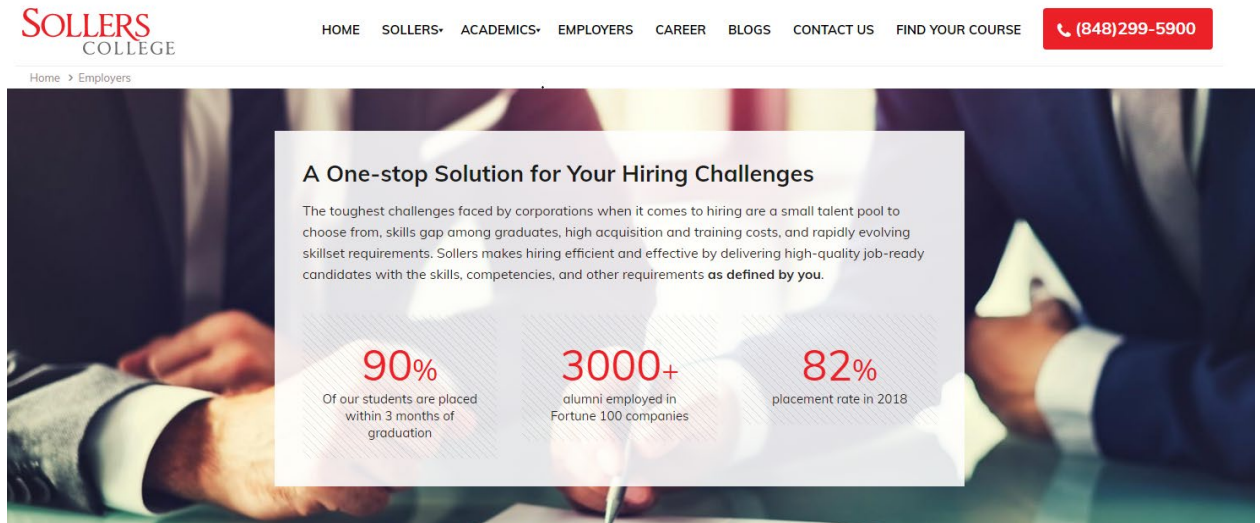 SOLLERS
COLLEGE
HOME SOLLERS ACADEMICS EMPLOYERS CAREER BLOGS CONTACT US FIND YOUR COURSE (848)299-5900
Home > Employers
A One-stop Solution for Your Hiring Challenges
The toughest challenges faced by corporations when it comes to hiring are a small talent pool to
choose from, skills gap among graduates, high acquisition and training costs, and rapidly evolving
skillset requirements. Sollers makes hiring efficient and effective by delivering high-quality job-ready
candidates with the skills, competencies, and other requirements as defined by you.
90%
Of our students are placed
within 3 months of
graduation
3000+
alumni employed in
Fortune 100 companies
82%
placement rate in 2018